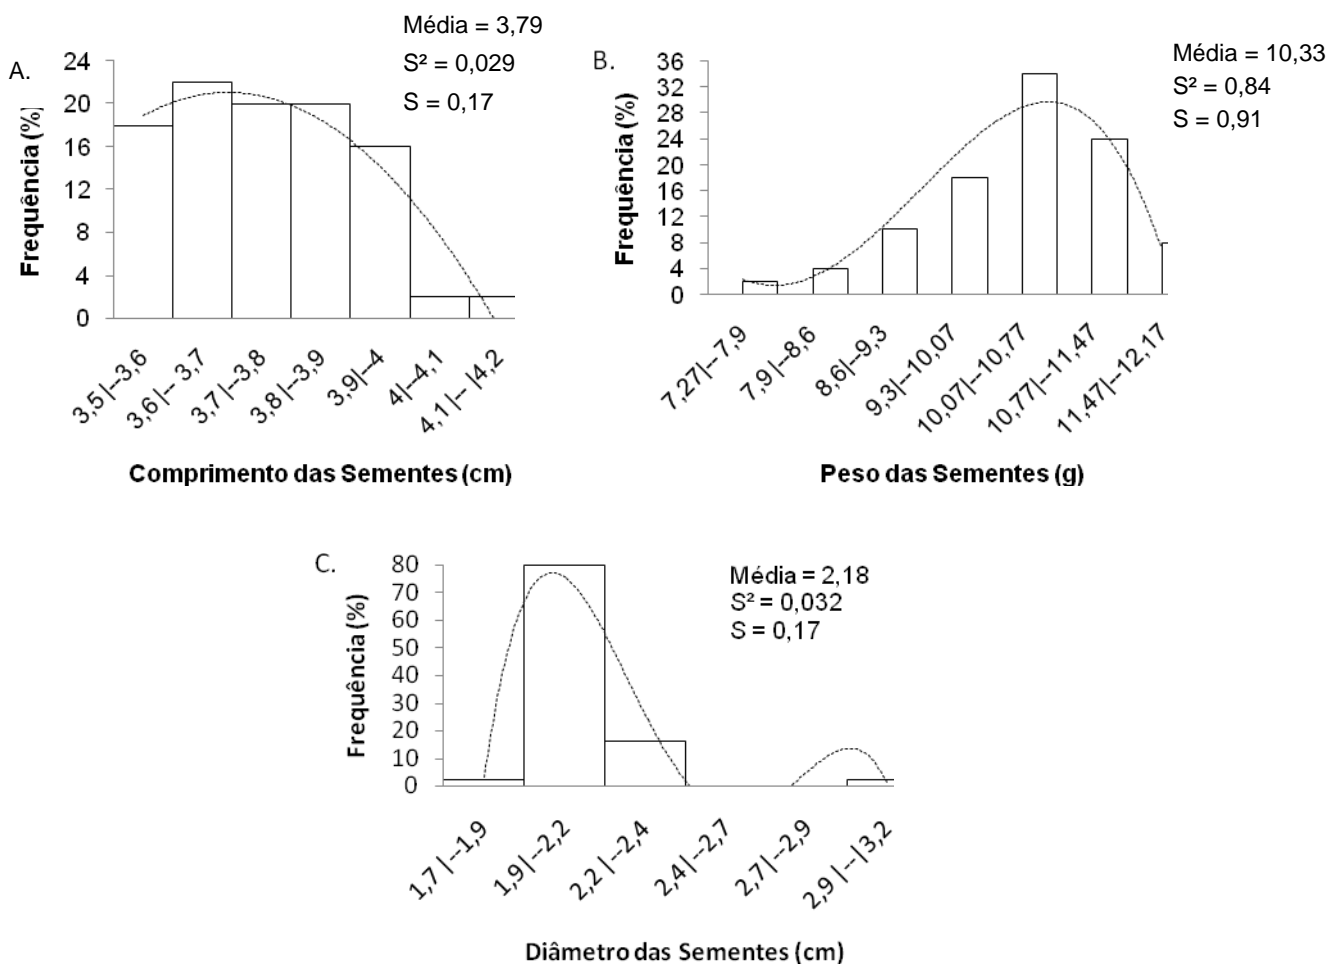 A.
Média = 3,79
S² = 0,029
S = 0,17
24
20
16
12
8
4
0
Frequência (%)
3,5|--3,6
3,6|-- 3,7
3,7|--3,8
3,8|--3,9
3,9|--4
4|--4,1
4,1|-- |4,2
Comprimento das Sementes (cm)
B.
Média = 10,33
S² = 0,84
S = 0,91
36
32
28
24
20
16
12
8
4
0
Frequência (%)
7,27|--7,9
7,9 |--8,6
8,6|--9,3
9,3|--10,07
10,07|--10,77
10,77|--11,47
11,47|--12,17
Peso das Sementes (g)
C.
Média = 2,18
S² = 0,032
S = 0,17
80
70
60
50
40
30
20
10
0
Frequência (%)
1,7 |--1,9
1,9 |--2,2
2,2 |--2,4
2,4 |--2,7
2,7 |--2,9
2,9 |--|3,2
Diâmetro das Sementes (cm)